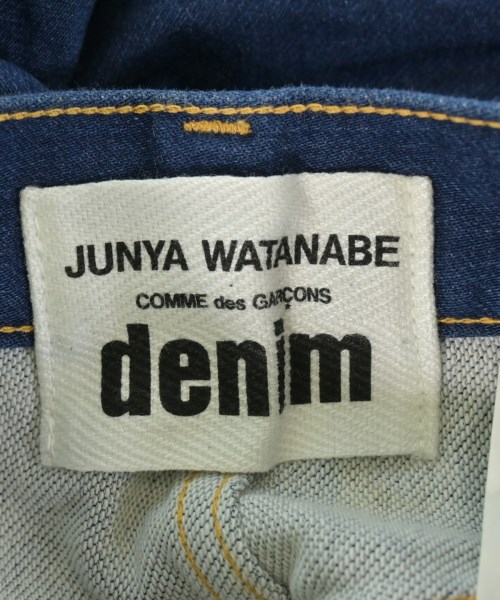 JUNYA WATANABE
COMME des GARÇONS
denim